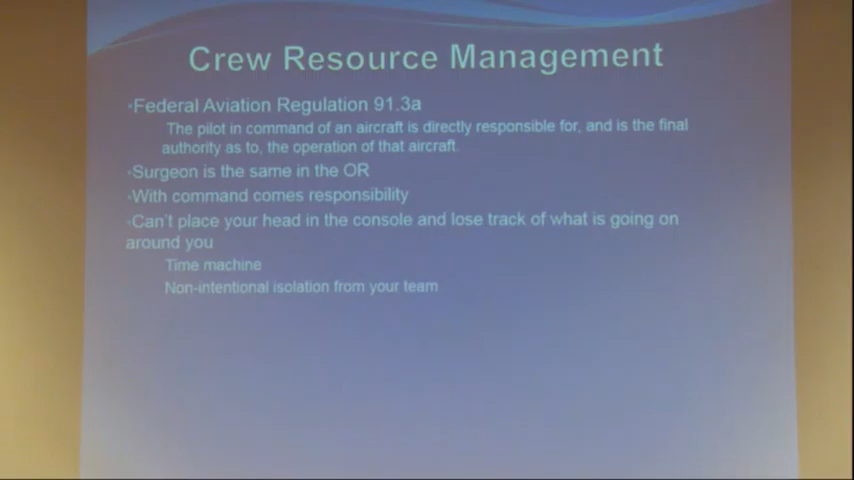 Crew Resource Management
•Federal Aviation Regulation 91.3a
The pilot in command of an aircraft is directly responsible for, and is the final
authority as to, the operation of that aircraft.
•Surgeon is the same in the OR
•With command comes responsibility
•Can't place your head in the console and lose track of what is going on
around you
Time machine
Non-intentional isolation from your team